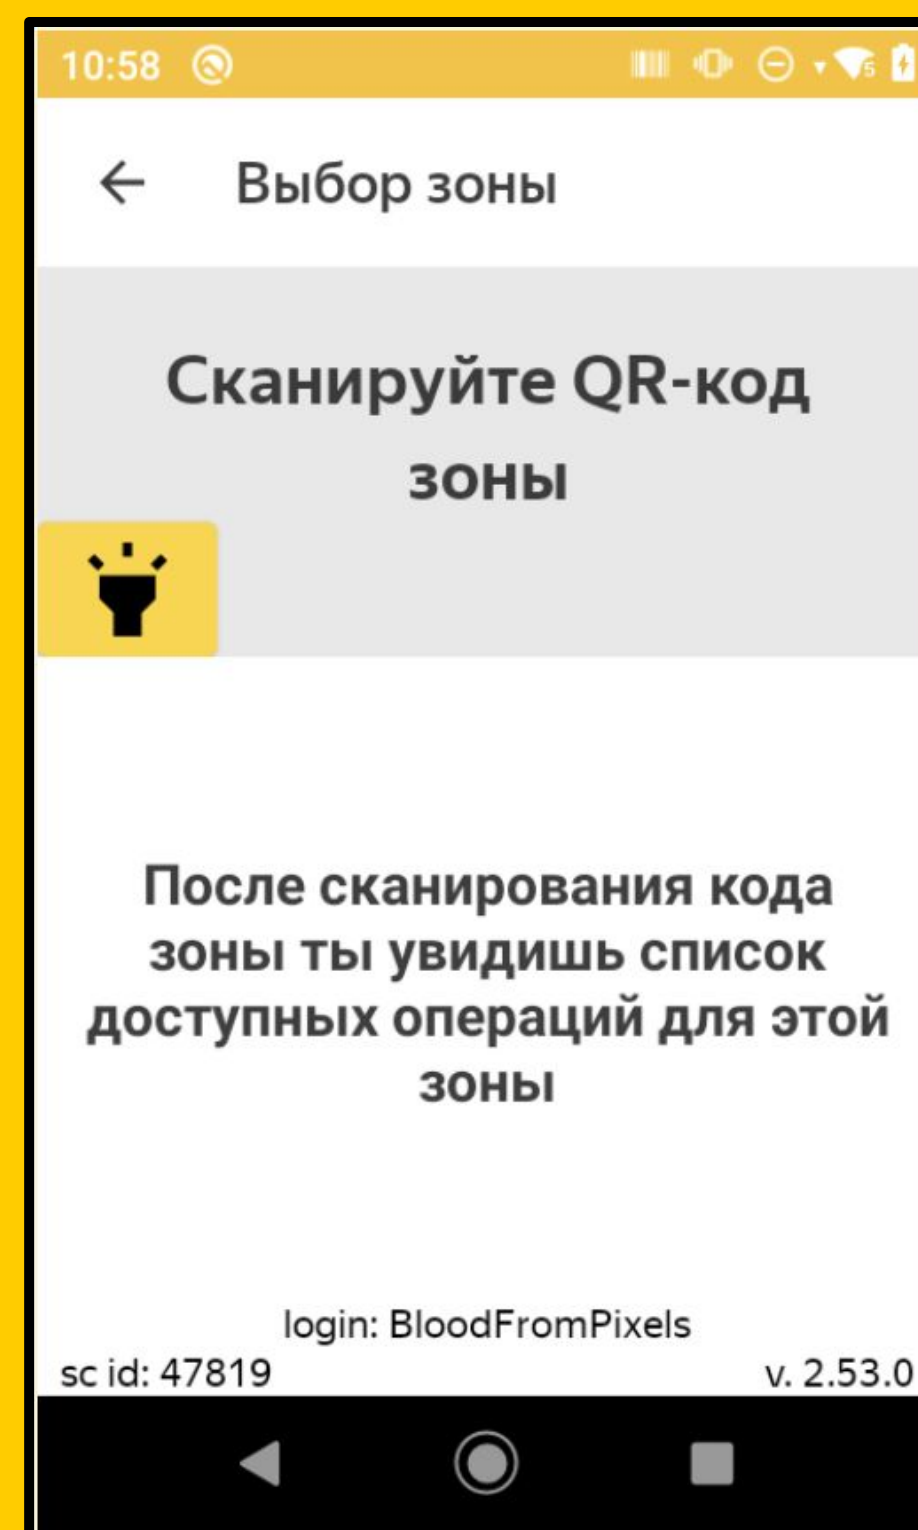 10:58
5
Выбор зоны
Сканируйте QR-код
зоны
После сканирования кода
зоны ты увидишь список
доступных операций для этой
зоны
login: BloodFromPixels
sc id: 47819 v. 2.53.0